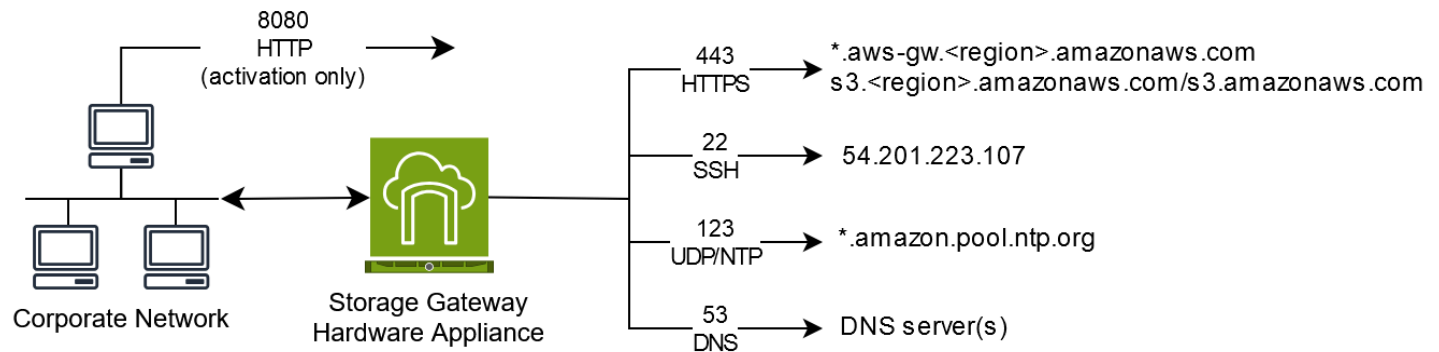 8080
HTTP
(activation only)
443
HTTPS
*.aws-gw.<region>.amazonaws.com
s3.<region>.amazonaws.com/s3.amazonaws.com
22
SSH
54.201.223.107
123
UDP/NTP
*.amazon.pool.ntp.org
53
DNS
DNS server(s)
Corporate Network
Storage Gateway
Hardware Appliance